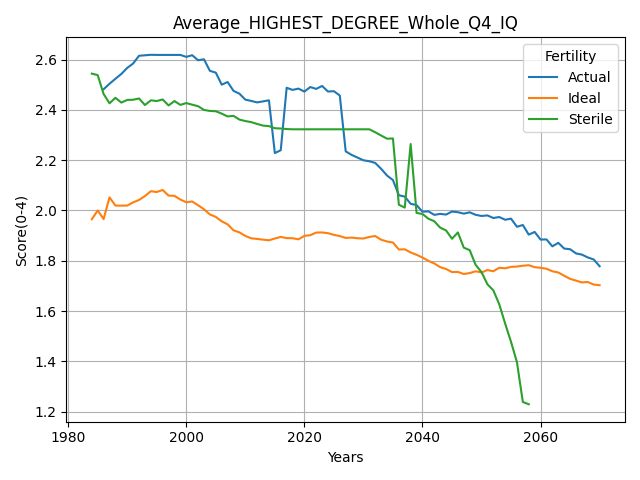 Average_HIGHEST_DEGREE_Whole_Q4_IQ
Score(0-4)
2.6
2.4
2.2
2.0
1.8
1.6
1.4
1.2
Fertility
Actual
Ideal
Sterile
1980 2000 2020 2040 2060
Years